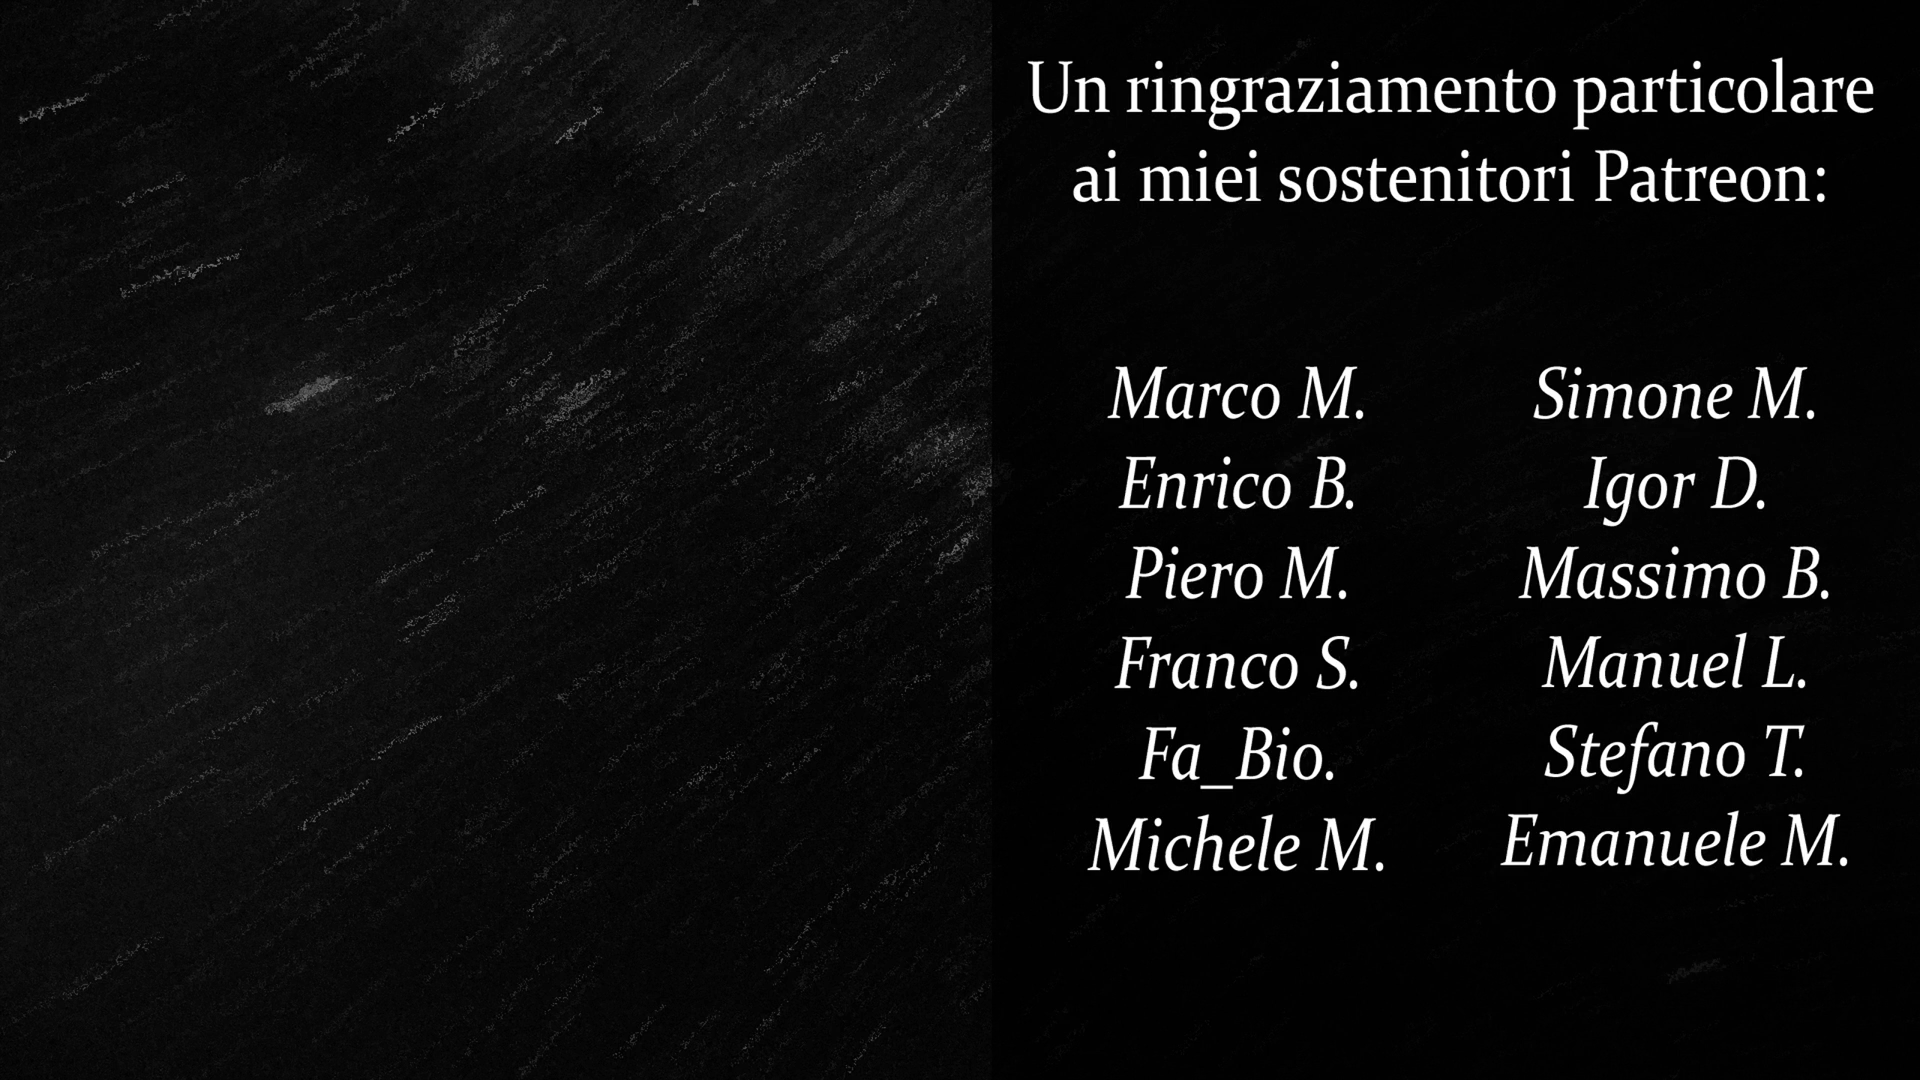 Un ringraziamento particolare
ai miei sostenitori Patreon:
Marco M.
Enrico B.
Piero M.
Franco S.
Fa_Bio.
Michele M.
Simone M.
Igor D.
Massimo B.
Manuel L.
Stefano T.
Emanuele M.